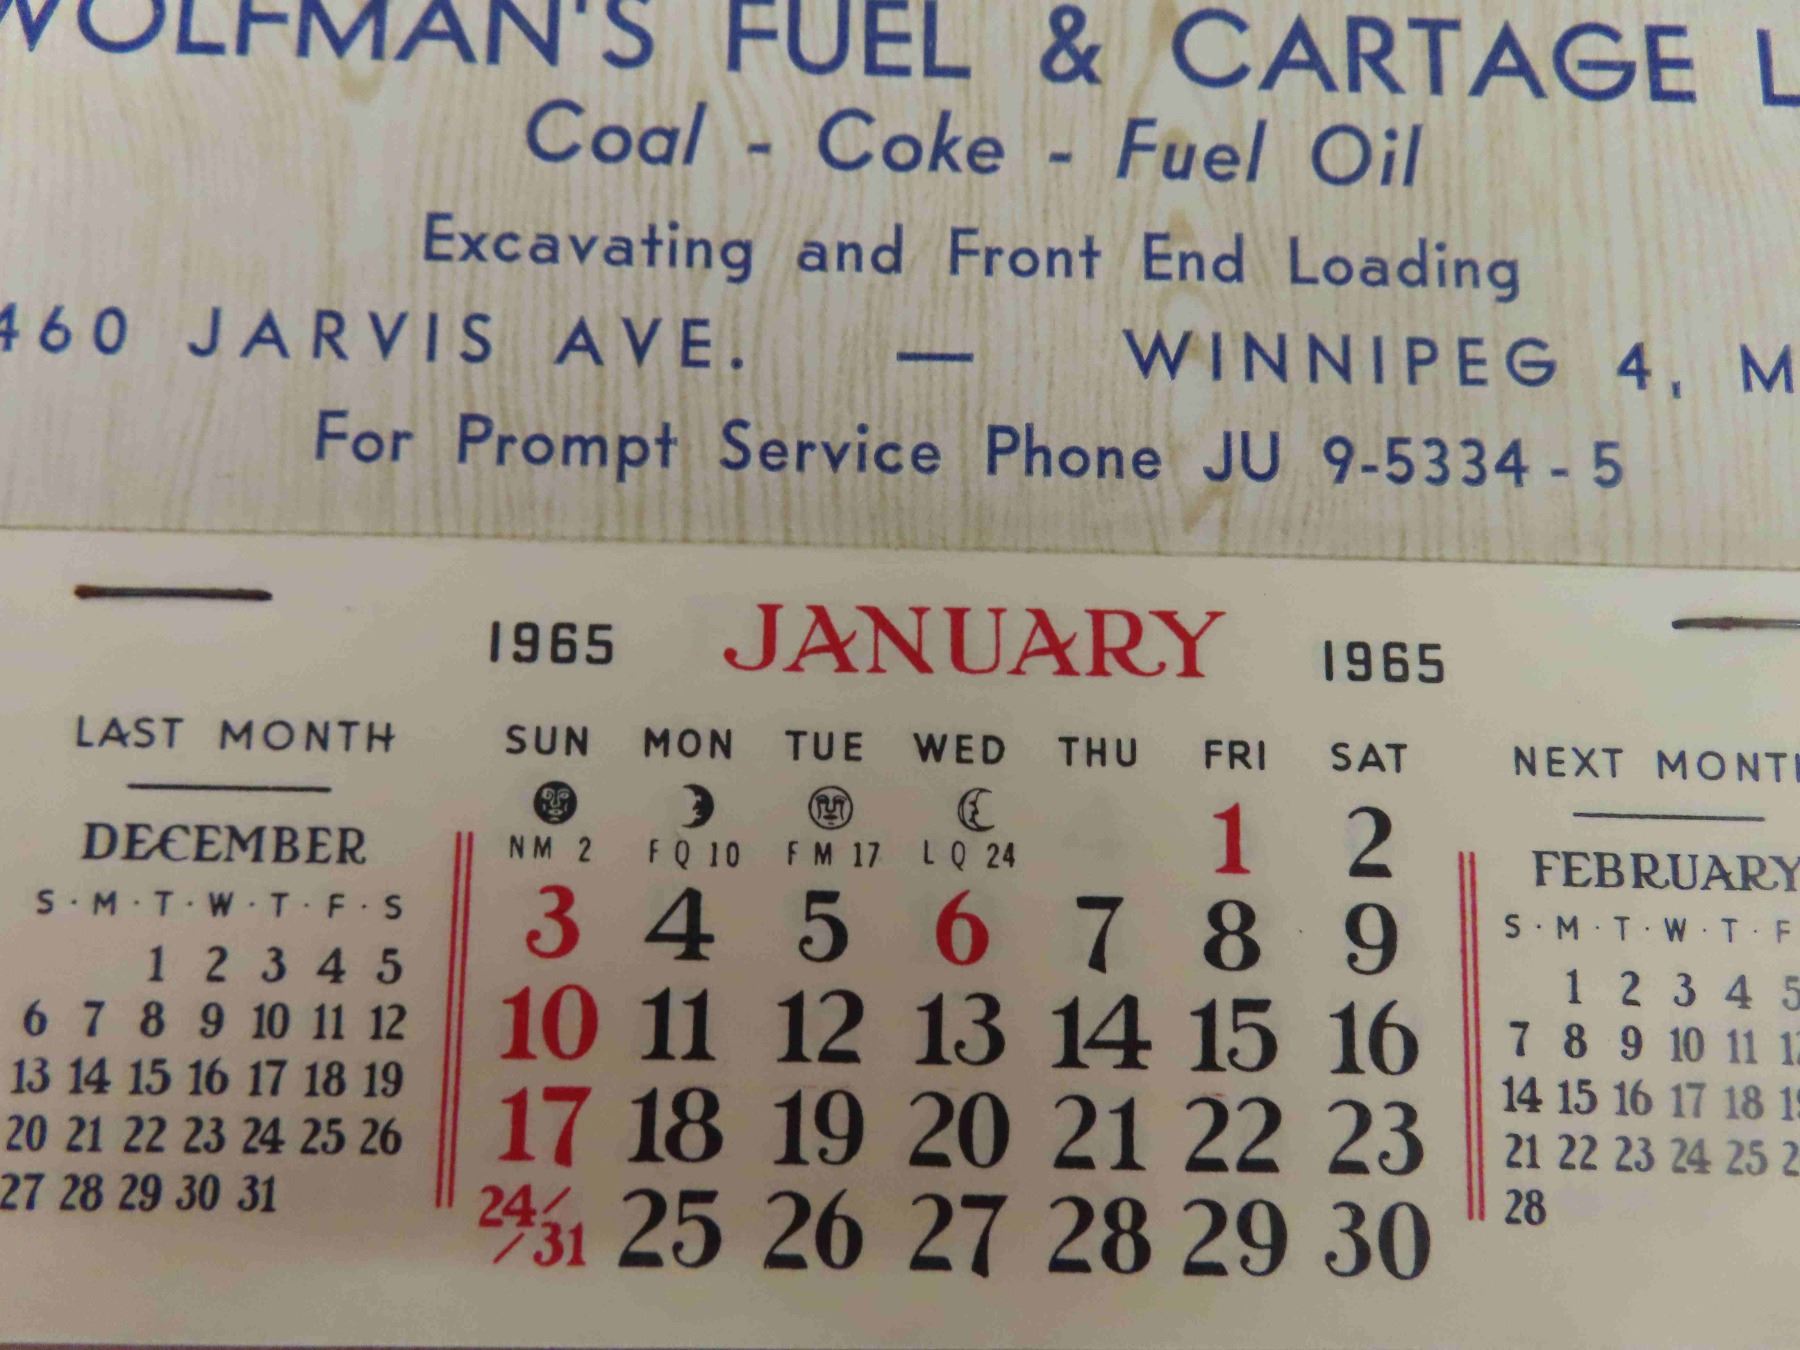 WOLFMAN'S FUEL & CARTAGE L
Coal - Coke - Fuel Oil
Excavating and Front End Loading
460 JARVIS AVE. — WINNIPEG 4, M
For Prompt Service Phone JU 9-5334 - 5
1965 JANUARY 1965
LAST MONTH
DECEMBER
S · M · T · W · T · F · S
1 2 3 4 5
6 7 8 9 10 11 12
13 14 15 16 17 18 19
20 21 22 23 24 25 26
27 28 29 30 31
SUN MON TUE WED THU FRI SAT
NM 2 FQ 10 FM 17 LQ 24 1 2
3 4 5 6 7 8 9
10 11 12 13 14 15 16
17 18 19 20 21 22 23
24/31 25 26 27 28 29 30
NEXT MONTH
FEBRUARY
S · M · T · W · T · F
1 2 3 4 5
7 8 9 10 11 12
14 15 16 17 18 19
21 22 23 24 25 2
28